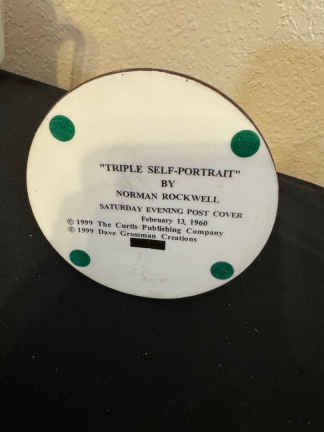 "TRIPLE SELF-PORTRAIT"
BY
NORMAN ROCKWELL
SATURDAY EVENING POST COVER
February 13, 1960
© 1999 The Curtis Publishing Company
© 1999 Dave Grossman Creations